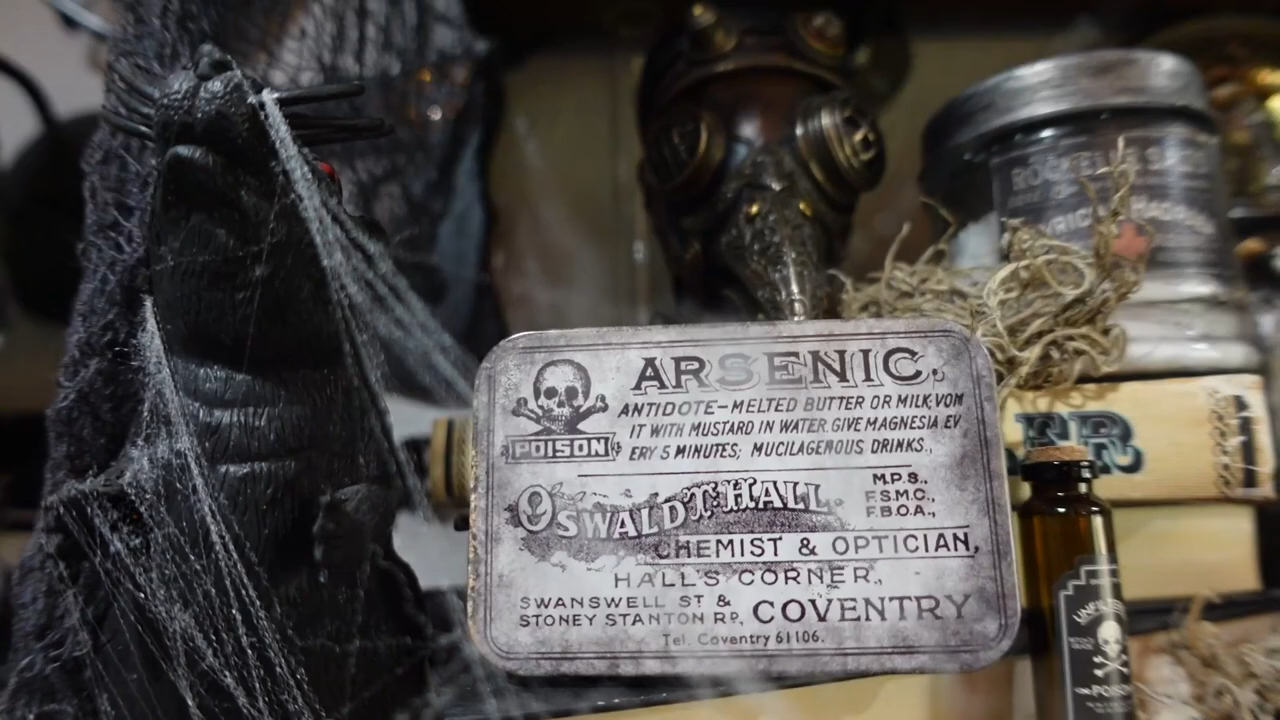 ARSENIC.
ANTIDOTE-MELTED BUTTER OR MILK, VOM
IT WITH MUSTARD IN WATER. GIVE MAGNESIA EV
ERY 5 MINUTES; MUCILAGENOUS DRINKS.,
POISON
OSWALD T. HALL.
M.P.S.,
F.S.M.C.,
F.B.O.A.,
CHEMIST & OPTICIAN,
HALL'S CORNER.,
SWANSWELL ST &
STONEY STANTON RD,
COVENTRY
Tel. Coventry 61106.
POISON